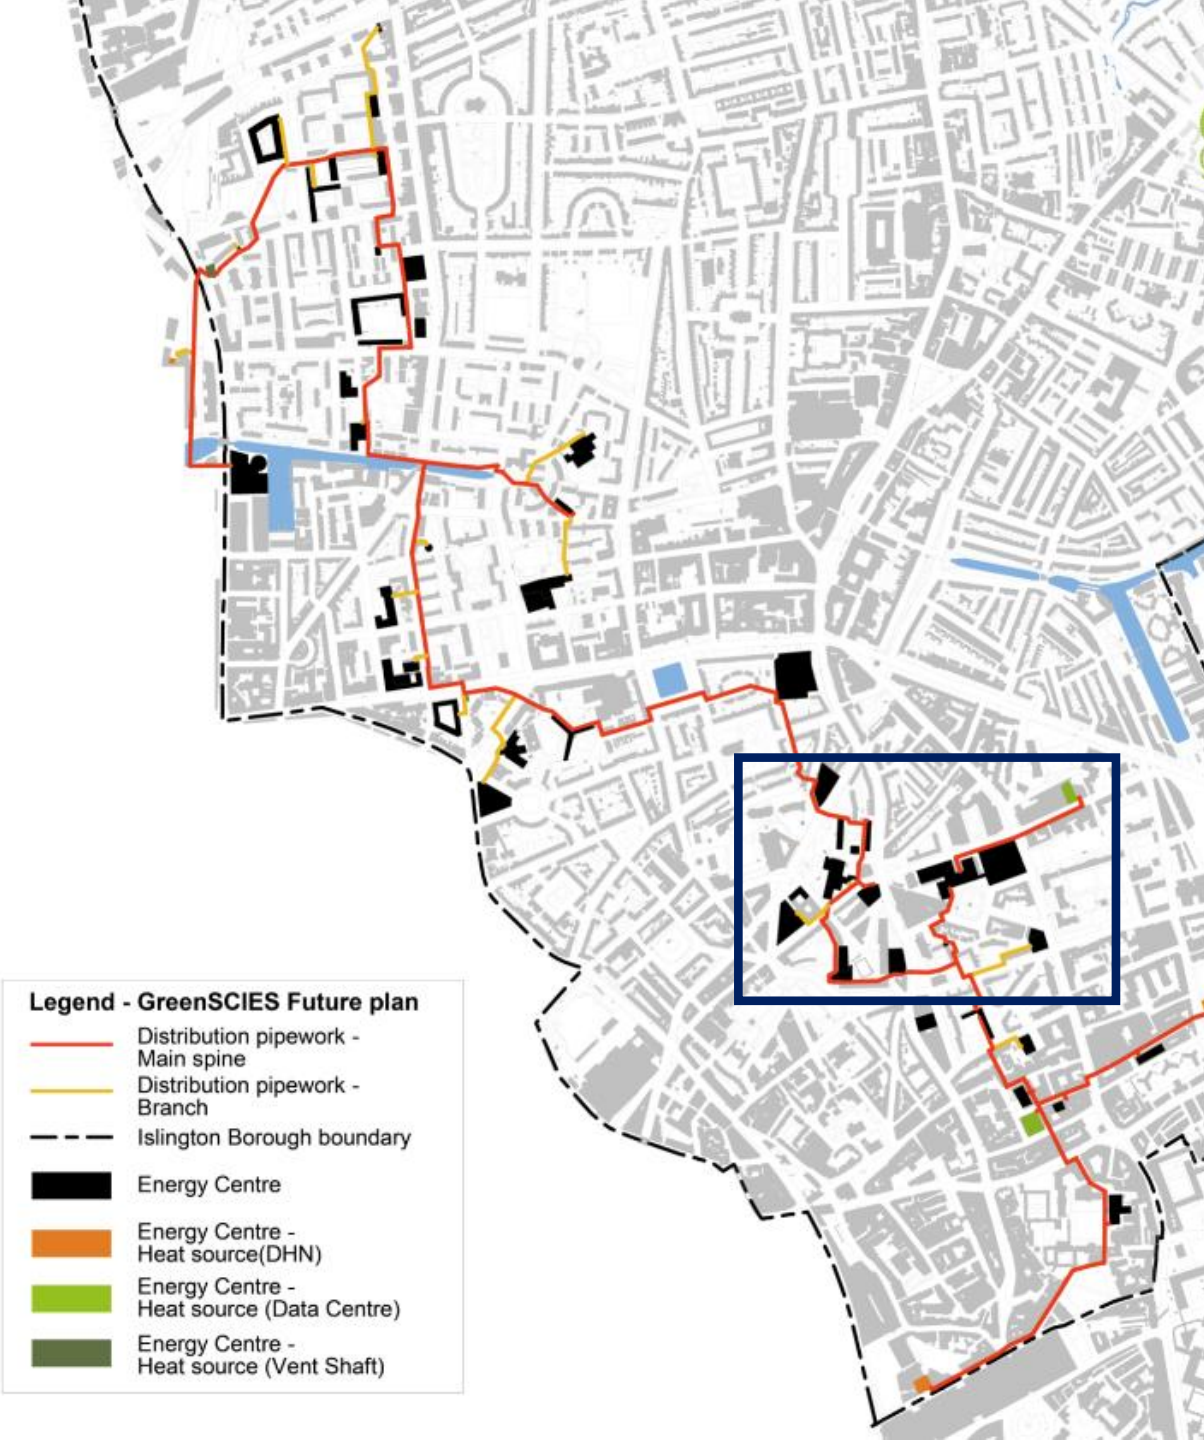 Legend - GreenSCIES Future plan
Distribution pipework -
Main spine
Distribution pipework -
Branch
Islington Borough boundary
Energy Centre
Energy Centre -
Heat source(DHN)
Energy Centre -
Heat source (Data Centre)
Energy Centre -
Heat source (Vent Shaft)